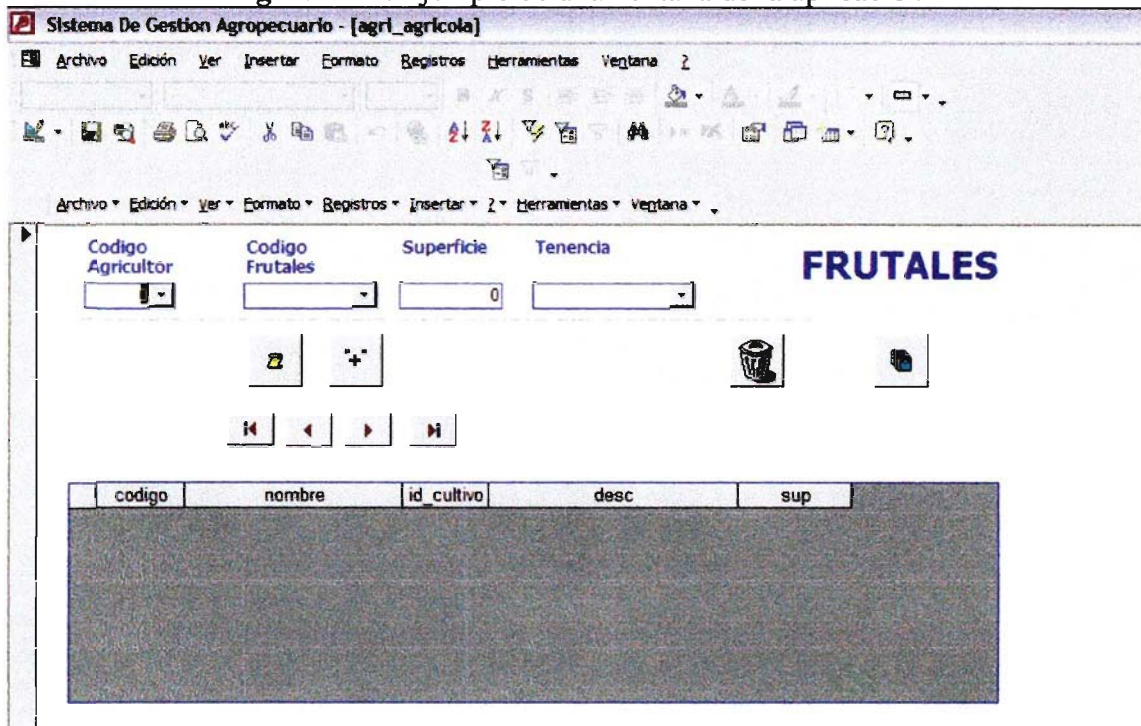 Sistema De Gestion Agropecuario - [agri_agricola]
Archivo Edición Ver Insertar Formato Registros Herramientas Ventana ?
N X S
Archivo Edición Ver Formato Registros Insertar ? Herramientas Ventana
Codigo Agricultor Codigo Frutales Superficie Tenencia
FRUTALES
0
codigo nombre id_cultivo desc sup